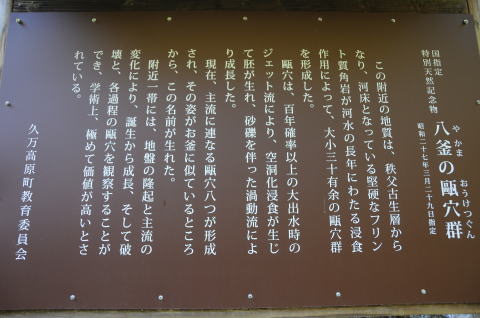 国指定
特別天然記念物
八釜の甌穴群
やかま おうけつぐん
昭和二十七年三月二十九日指定
この附近の地質は、秩父古生層から
なり、河床となっている堅硬なフリン
ト質角岩が河水の長年にわたる浸食
作用によって、大小三十有余の甌穴群
を形成した。
甌穴は、百年確率以上の大出水時の
ジェット流により、空洞化浸食が生じ
て胚が生れ、砂礫を伴った渦動流によ
り成長した。
現在、主流に連なる甌穴八つが形成
され、その姿がお釜に似ているところ
から、この名前が生れた。
附近一帯には、地盤の隆起と主流の
変化により、誕生から成長、そして破
壊と、各過程の甌穴を観察することが
でき、学術上、極めて価値が高いとさ
れている。
久万高原町教育委員会